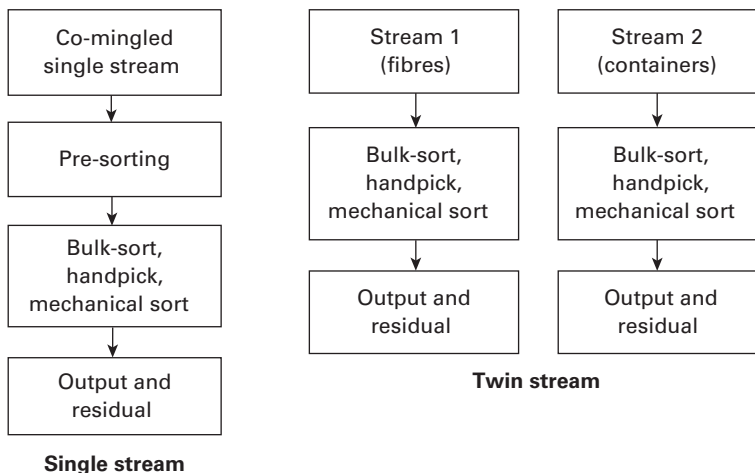 Co-mingled
single stream
Pre-sorting
Bulk-sort,
handpick,
mechanical sort
Output and
residual
Single stream
Stream 1
(fibres)
Bulk-sort,
handpick,
mechanical sort
Output and
residual
Stream 2
(containers)
Bulk-sort,
handpick,
mechanical sort
Output and
residual
Twin stream